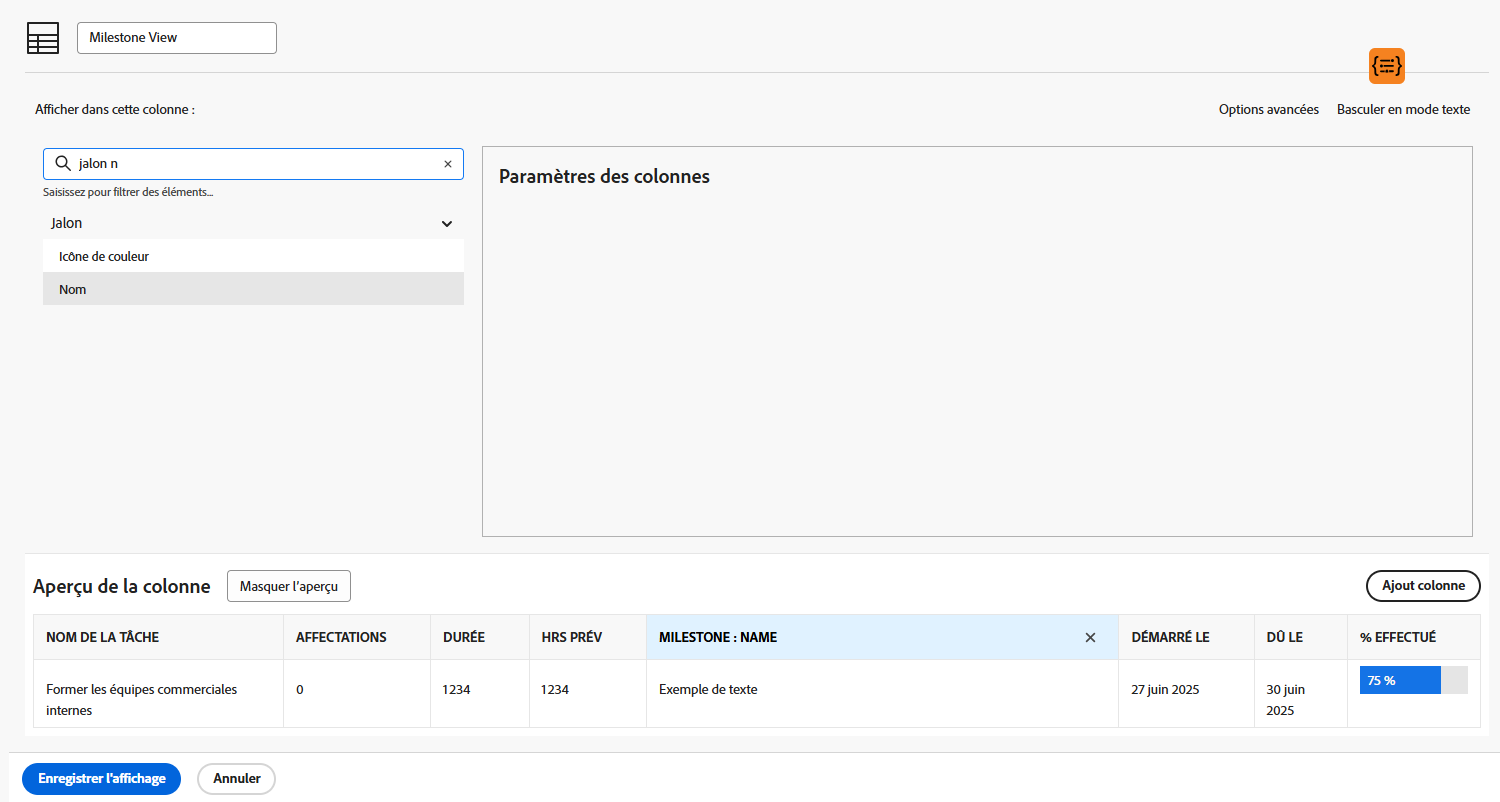 Milestone View
Afficher dans cette colonne :
Options avancées
Basculer en mode texte
jalon n
Saisissez pour filtrer des éléments...
Jalon
Icône de couleur
Nom
Paramètres des colonnes
Aperçu de la colonne
Masquer l'aperçu
Ajout colonne
NOM DE LA TÂCHE
AFFECTATIONS
DURÉE
HRS PRÉV
MILESTONE : NAME
DÉMARRÉ LE
DÛ LE
% EFFECTUÉ
Former les équipes commerciales
internes
0
1234
1234
Exemple de texte
27 juin 2025
30 juin
2025
75 %
Enregistrer l'affichage
Annuler